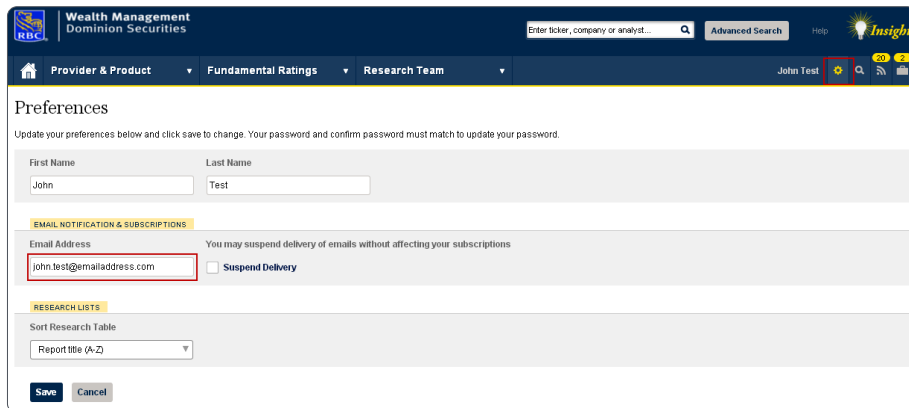 RBC
Wealth Management
Dominion Securities
Enter ticker, company or analyst...
Advanced Search
Help
Insight
Provider & Product
Fundamental Ratings
Research Team
John Test
20
2
Preferences
Update your preferences below and click save to change. Your password and confirm password must match to update your password.
First Name
Last Name
John
Test
EMAIL NOTIFICATION & SUBSCRIPTIONS
Email Address
You may suspend delivery of emails without affecting your subscriptions
john.test@emailaddress.com
Suspend Delivery
RESEARCH LISTS
Sort Research Table
Report title (A-Z)
Save
Cancel